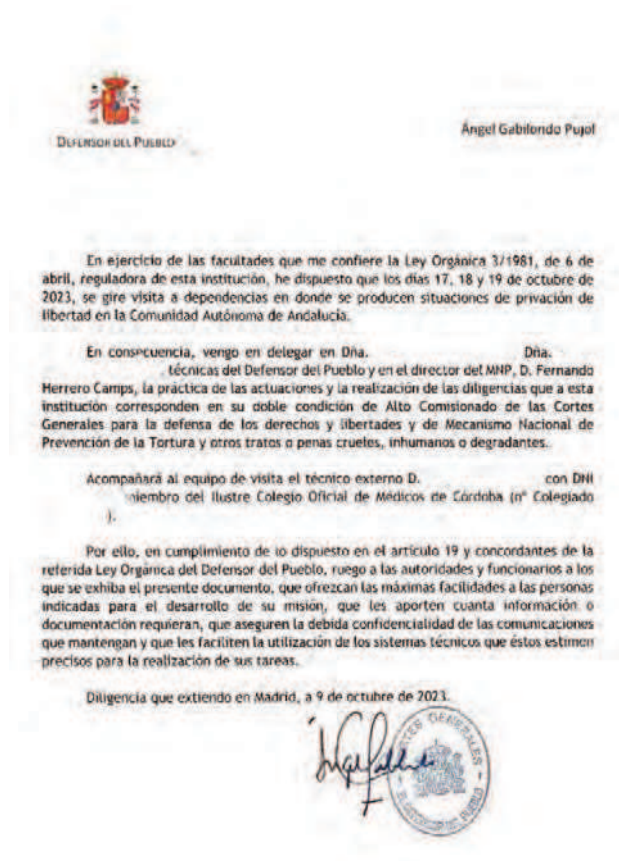 DEFENSOR DEL PUEBLO
Ángel Gabilondo Pujol
En ejercicio de las facultades que me confiere la Ley Orgánica 3/1981, de 6 de
abril, reguladora de esta institución, he dispuesto que los días 17, 18 y 19 de octubre de
2023, se gire visita a dependencias en donde se producen situaciones de privación de
libertad en la Comunidad Autónoma de Andalucía.
En consecuencia, vengo en delegar en Dña. Dña.
técnicas del Defensor del Pueblo y en el director del MNP, D. Fernando
Herrero Camps, la práctica de las actuaciones y la realización de las diligencias que a esta
institución corresponden en su doble condición de Alto Comisionado de las Cortes
Generales para la defensa de los derechos y libertades y de Mecanismo Nacional de
Prevención de la Tortura y otros tratos o penas crueles, inhumanos o degradantes.
Acompañará al equipo de visita el técnico externo D. con DNI
miembro del Ilustre Colegio Oficial de Médicos de Córdoba (nº Colegiado
).
Por ello, en cumplimiento de lo dispuesto en el artículo 19 y concordantes de la
referida Ley Orgánica del Defensor del Pueblo, ruego a las autoridades y funcionarios a los
que se exhiba el presente documento, que ofrezcan las máximas facilidades a las personas
indicadas para el desarrollo de su misión, que les aporten cuanta información o
documentación requieran, que aseguren la debida confidencialidad de las comunicaciones
que mantengan y que les faciliten la utilización de los sistemas técnicos que éstos estimen
precisos para la realización de sus tareas.
Diligencia que extiendo en Madrid, a 9 de octubre de 2023.
CORTES GENERALES
EL DEFENSOR DEL PUEBLO